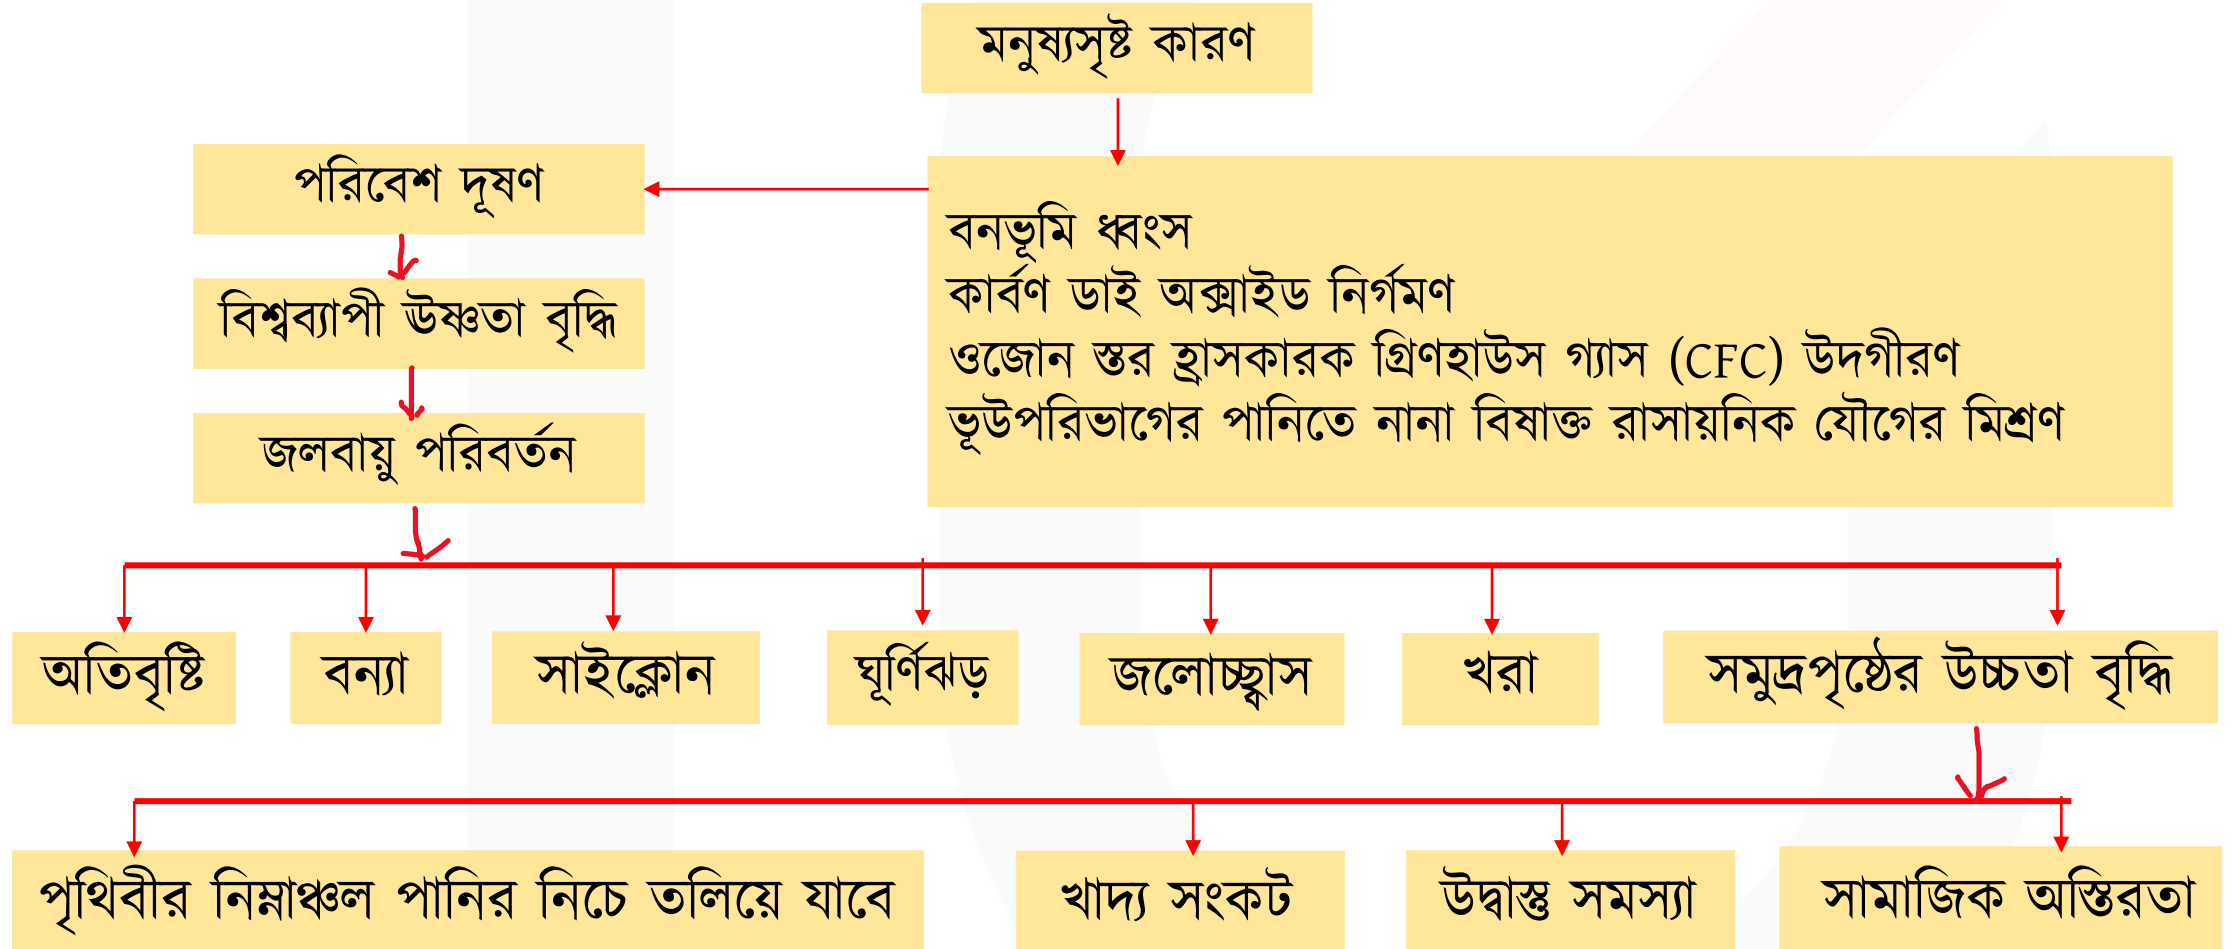 মনুষ্যসৃষ্ট কারণ
পরিবেশ দূষণ
বনভূমি ধ্বংস
কার্বণ ডাই অক্সাইড নির্গমণ
ওজোন স্তর হ্রাসকারক গ্রিণহাউস গ্যাস (CFC) উদগীরণ
ভূউপরিভাগের পানিতে নানা বিষাক্ত রাসায়নিক যৌগের মিশ্রণ
বিশ্বব্যাপী ঊষ্ণতা বৃদ্ধি
জলবায়ু পরিবর্তন
অতিবৃষ্টি
বন্যা
সাইক্লোন
ঘূর্ণিঝড়
জলোচ্ছ্বাস
খরা
সমুদ্রপৃষ্ঠের উচ্চতা বৃদ্ধি
পৃথিবীর নিম্নাঞ্চল পানির নিচে তলিয়ে যাবে
খাদ্য সংকট
উদ্বাস্তু সমস্যা
সামাজিক অস্তিরতা